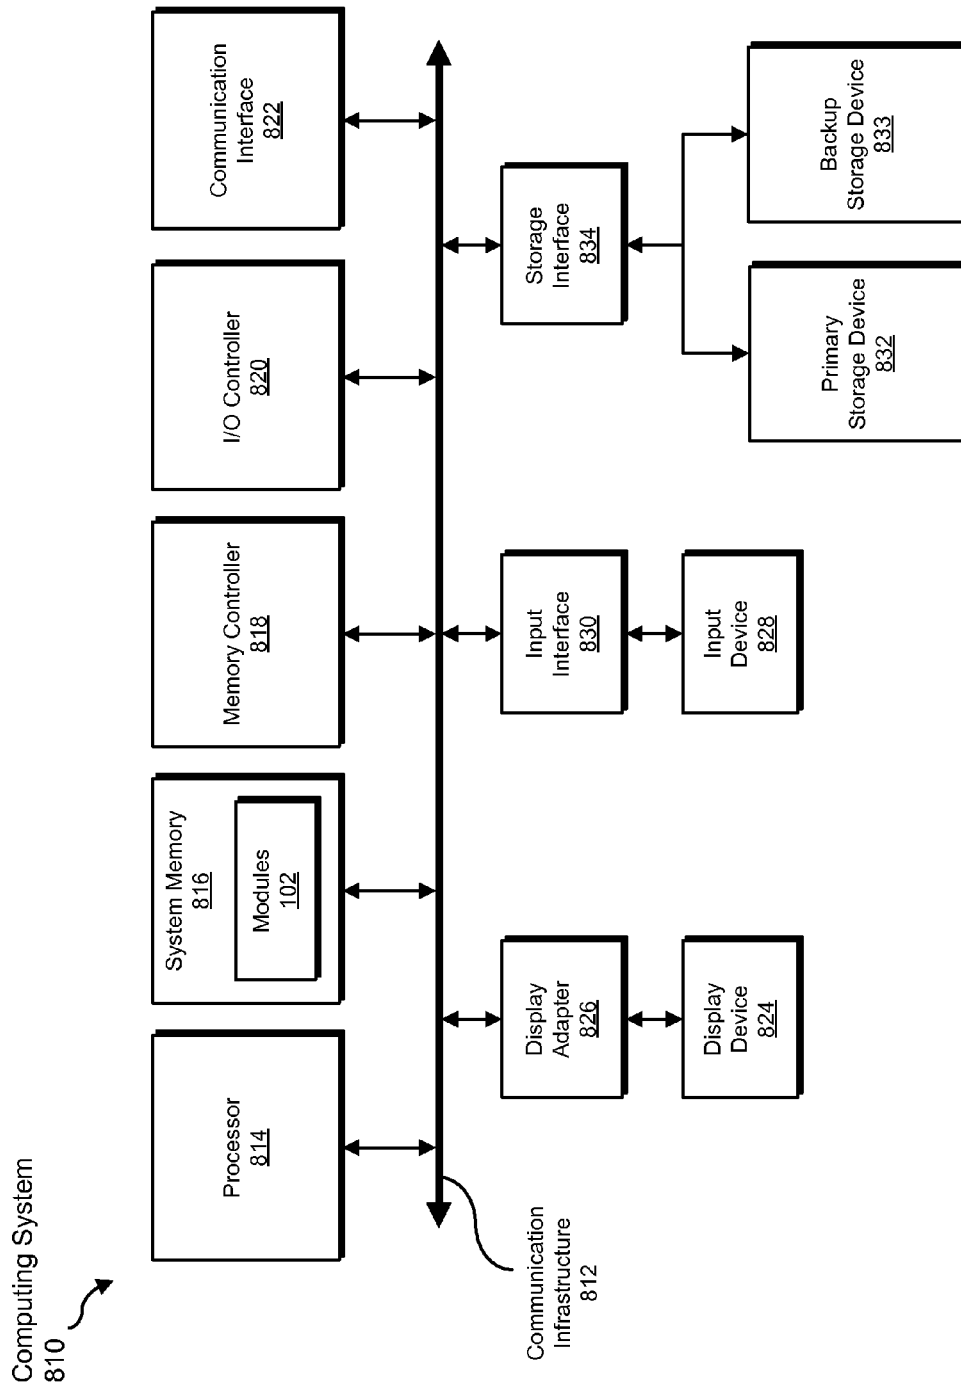 Computing System
810
Processor
814
System Memory
816
Modules
102
Memory Controller
818
I/O Controller
820
Communication
Interface
822
Communication
Infrastructure
812
Display
Adapter
826
Input
Interface
830
Storage
Interface
834
Display
Device
824
Input
Device
828
Primary
Storage Device
832
Backup
Storage Device
833